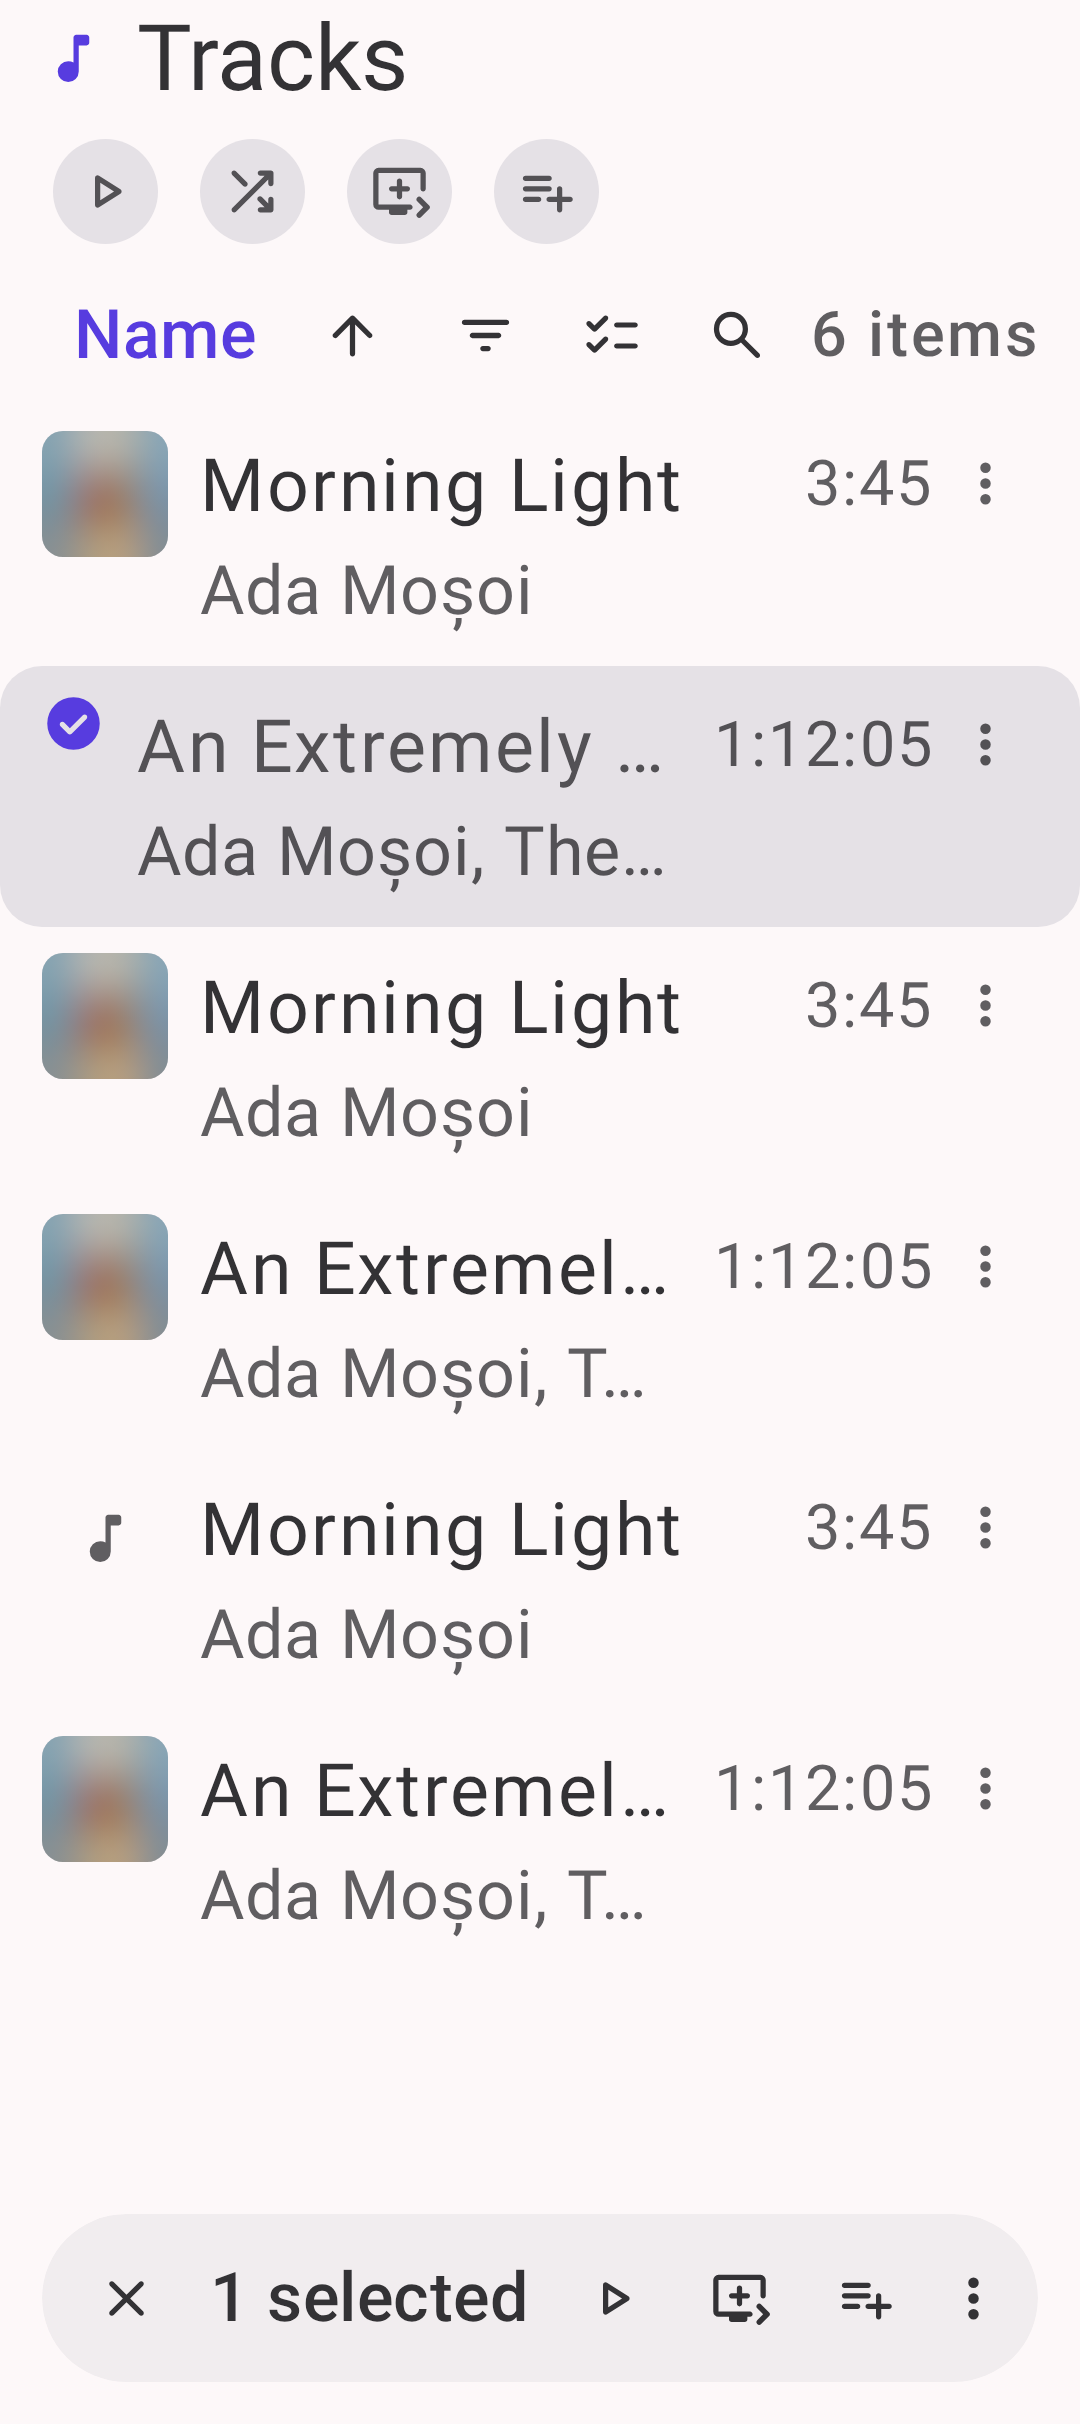 Tracks
Name 6 items
Morning Light 3:45
Ada Moșoi
An Extremely … 1:12:05
Ada Moșoi, The…
Morning Light 3:45
Ada Moșoi
An Extremel… 1:12:05
Ada Moșoi, T…
Morning Light 3:45
Ada Moșoi
An Extremel… 1:12:05
Ada Moșoi, T…
1 selected